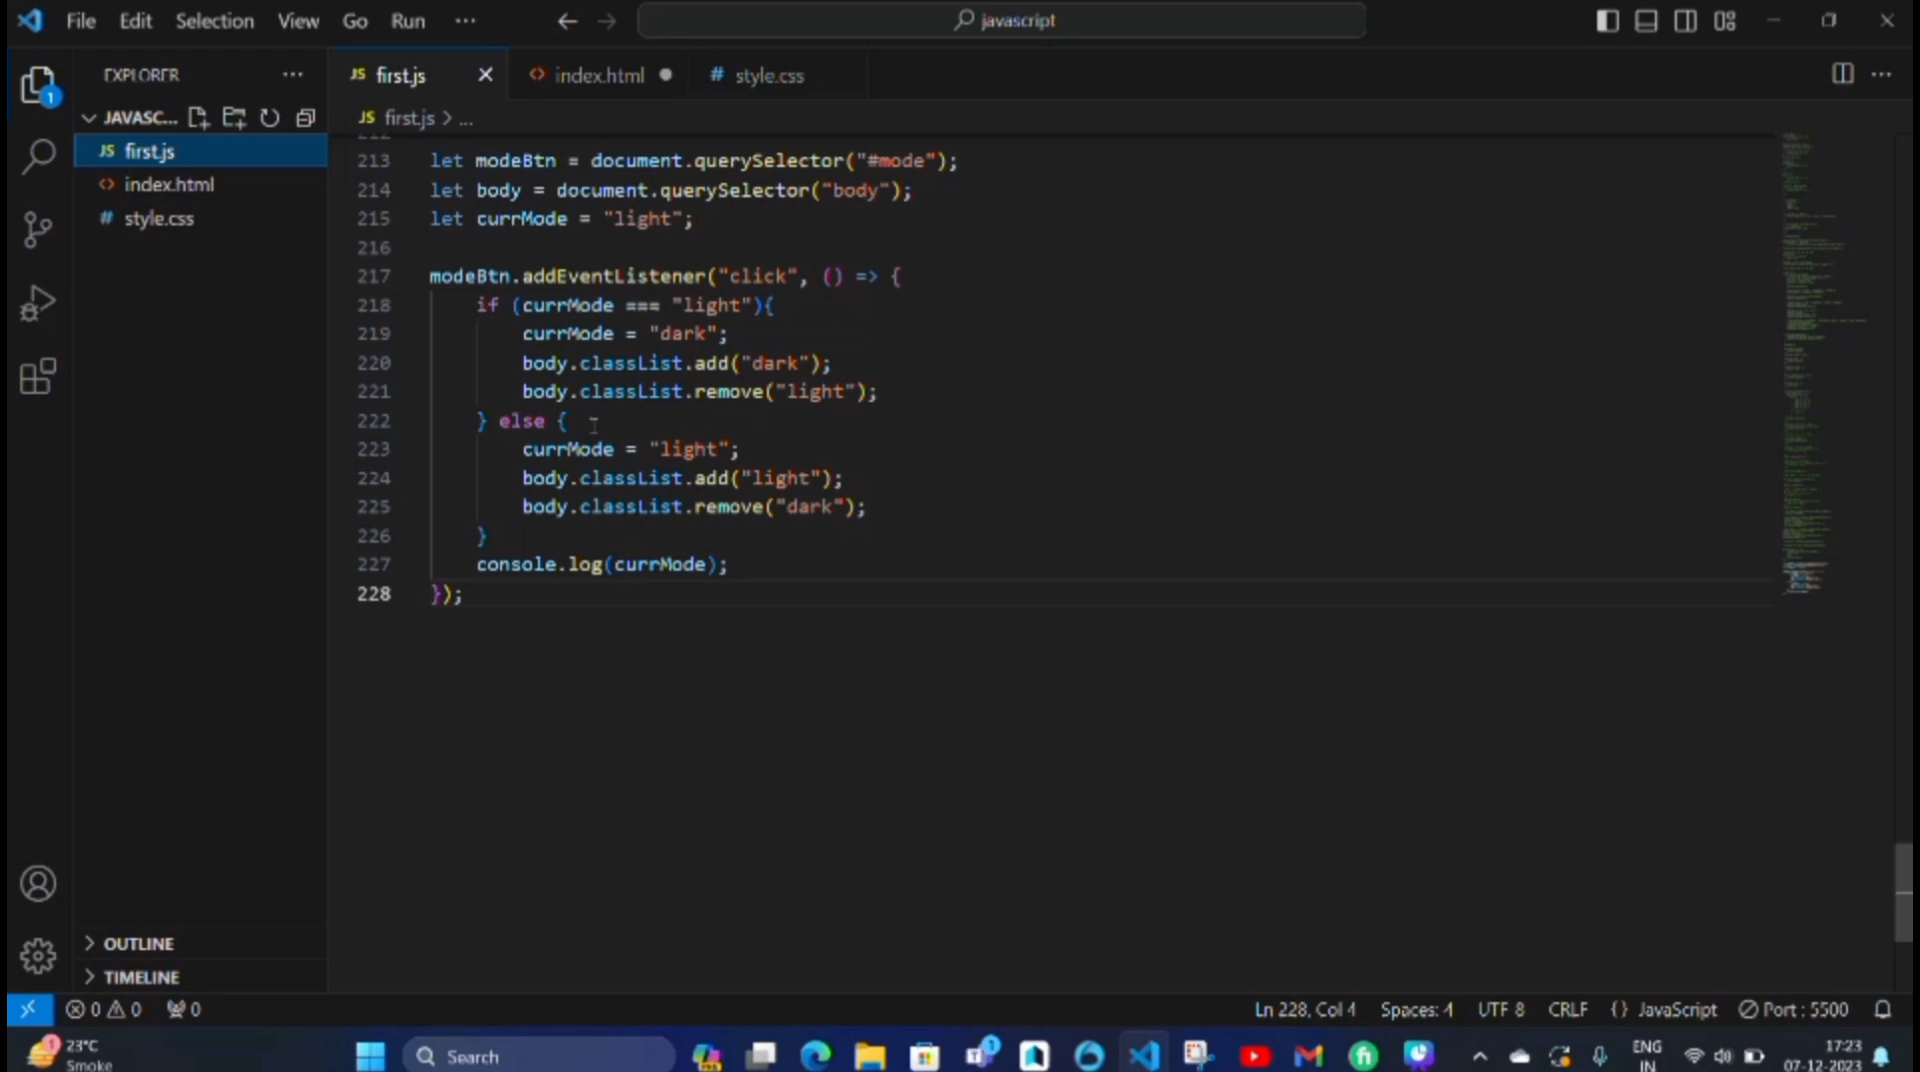 File Edit Selection View Go Run ···
javascript
EXPLORER ···
JS first.js
index.html
# style.css
JAVASC...
JS first.js > ...
JS first.js
index.html
# style.css
213 let modeBtn = document.querySelector("#mode");
214 let body = document.querySelector("body");
215 let currMode = "light";
216
217 modeBtn.addEventListener("click", () => {
218 if (currMode === "light"){
219 currMode = "dark";
220 body.classList.add("dark");
221 body.classList.remove("light");
222 } else {
223 currMode = "light";
224 body.classList.add("light");
225 body.classList.remove("dark");
226 }
227 console.log(currMode);
228 });
1
OUTLINE
TIMELINE
0 0 0
Ln 228, Col 4 Spaces: 4 UTF 8 CRLF {} JavaScript Port : 5500
1 23°C
Smoke
Search
1
ENG
IN
17:23
07-12-2023